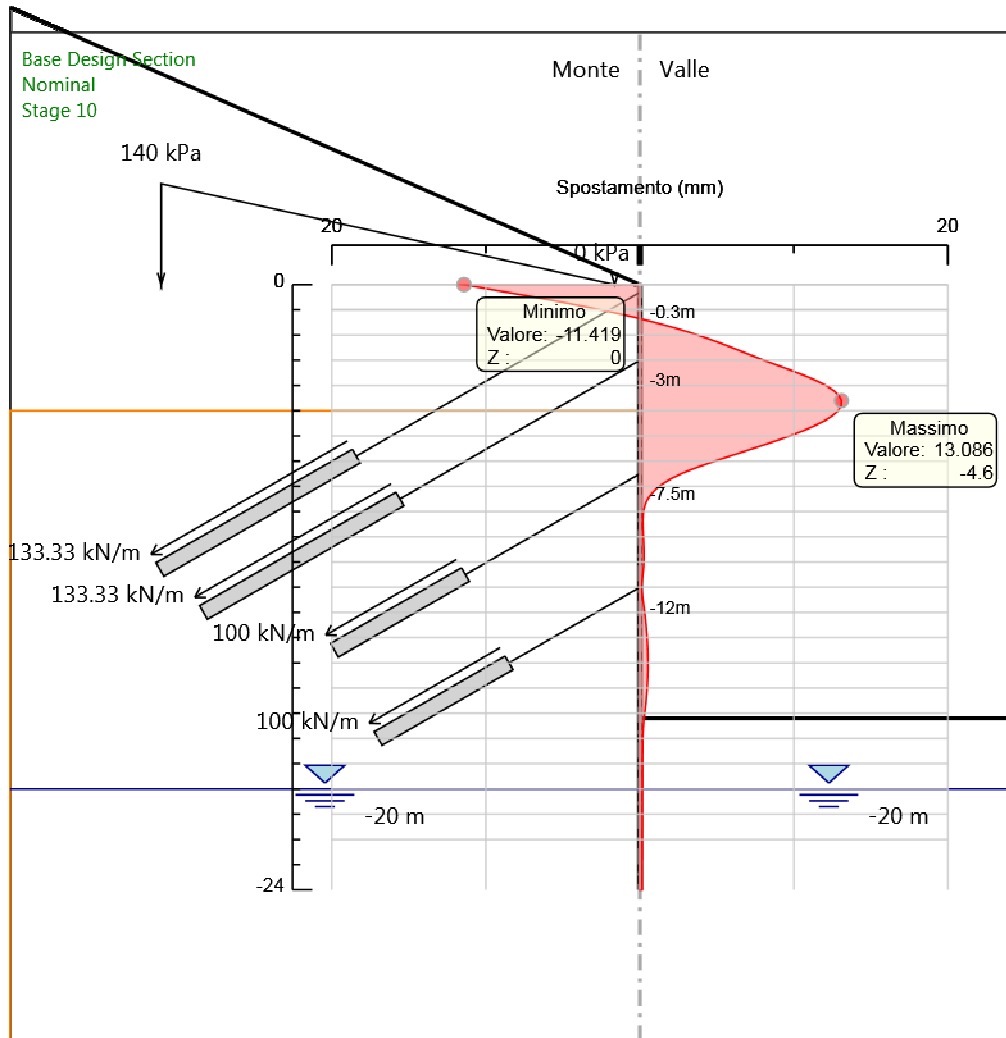 Base Design Section
Nominal
Stage 10
Monte
Valle
140 kPa
Spostamento (mm)
20
20
0 kPa
0
-0.3m
Minimo
Valore: -11.419
Z : 0
-3m
Massimo
Valore: 13.086
Z : -4.6
-7.5m
133.33 kN/m
133.33 kN/m
-12m
100 kN/m
100 kN/m
-20 m
-20 m
-24